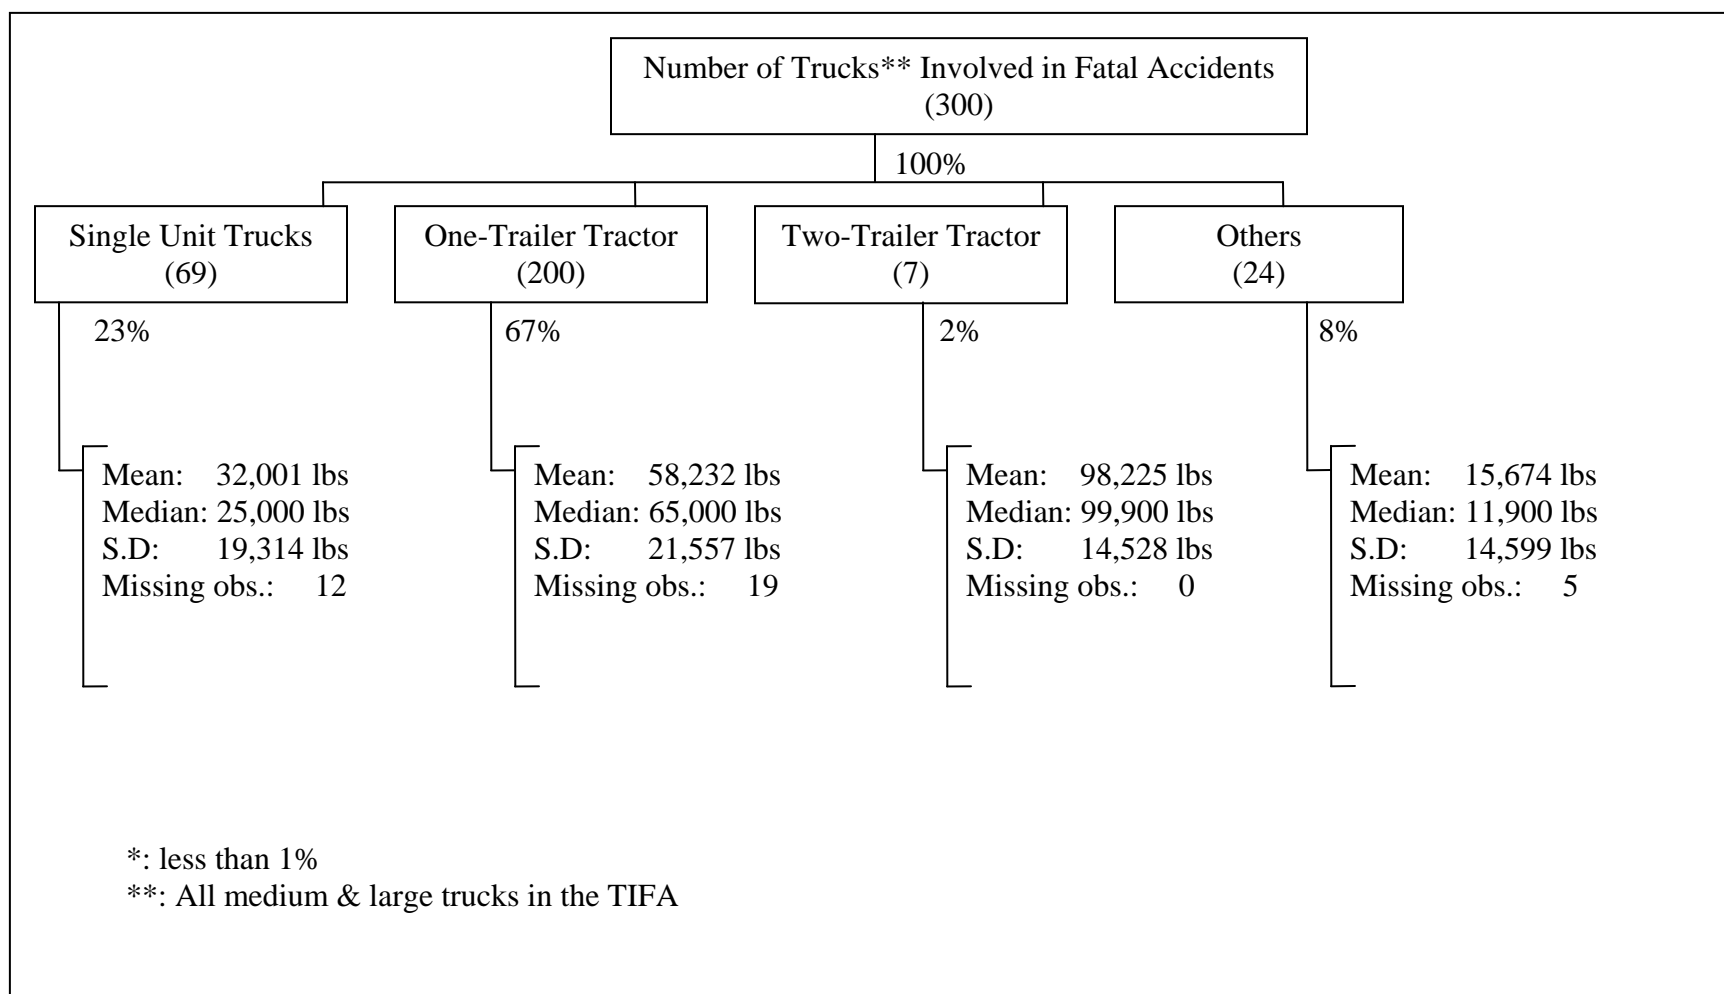 Number of Trucks** Involved in Fatal Accidents
(300)
100%
Single Unit Trucks
(69)
One-Trailer Tractor
(200)
Two-Trailer Tractor
(7)
Others
(24)
23%
67%
2%
8%
Mean: 32,001 lbs
Median: 25,000 lbs
S.D: 19,314 lbs
Missing obs.: 12
Mean: 58,232 lbs
Median: 65,000 lbs
S.D: 21,557 lbs
Missing obs.: 19
Mean: 98,225 lbs
Median: 99,900 lbs
S.D: 14,528 lbs
Missing obs.: 0
Mean: 15,674 lbs
Median: 11,900 lbs
S.D: 14,599 lbs
Missing obs.: 5
*: less than 1%
**: All medium & large trucks in the TIFA